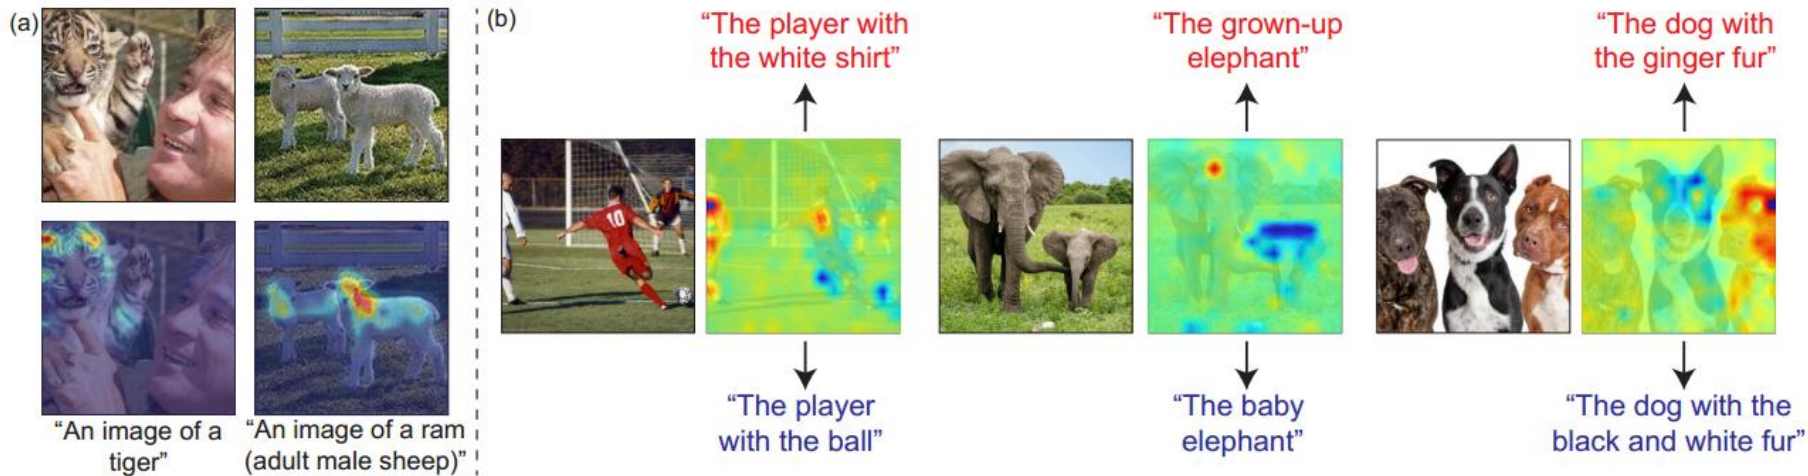 (a)
"An image of a
tiger"
"An image of a ram
(adult male sheep)"
(b)
"The player with
the white shirt"
10
"The player
with the ball"
"The grown-up
elephant"
"The baby
elephant"
"The dog with
the ginger fur"
"The dog with the
black and white fur"